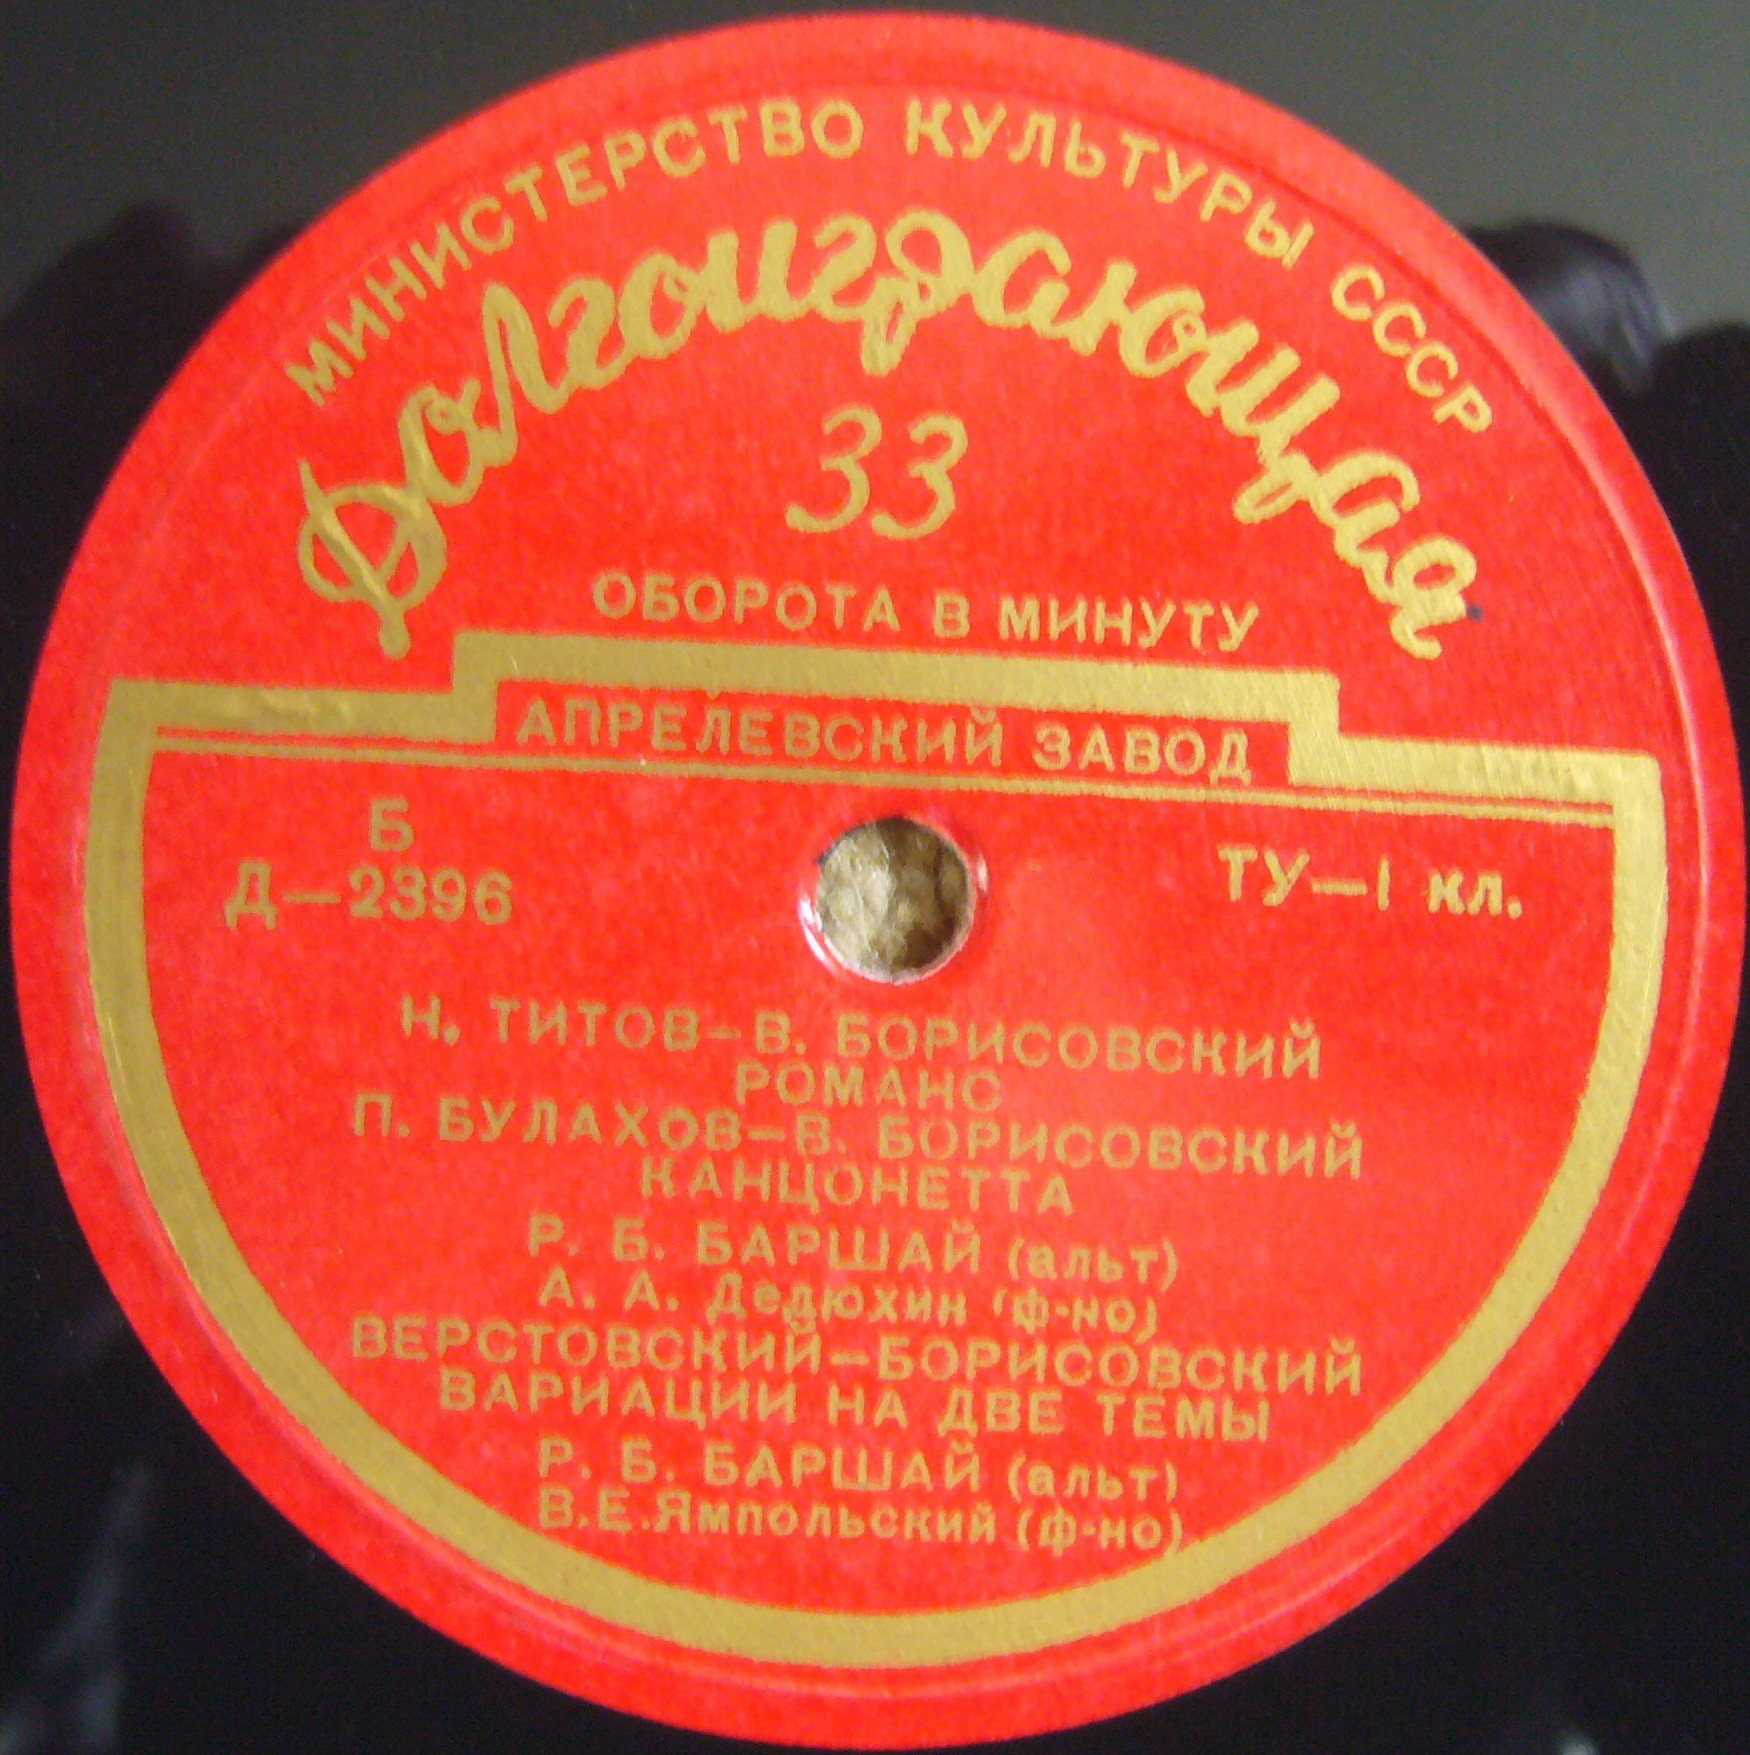 МИНИСТЕРСТВО КУЛЬТУРЫ СССР
Долгоиграющая
33
ОБОРОТА В МИНУТУ
АПРЕЛЕВСКИЙ ЗАВОД
Б
Д—2396
ТУ—1 кл.
Н. ТИТОВ—В. БОРИСОВСКИЙ
РОМАНС
П. БУЛАХОВ—В. БОРИСОВСКИЙ
КАНЦОНЕТТА
Р. Б. БАРШАЙ (альт)
А. А. Дедюхин (ф-но)
ВЕРСТОВСКИЙ—БОРИСОВСКИЙ
ВАРИАЦИИ НА ДВЕ ТЕМЫ
Р. Б. БАРШАЙ (альт)
В.Е.Ямпольский (ф-но)